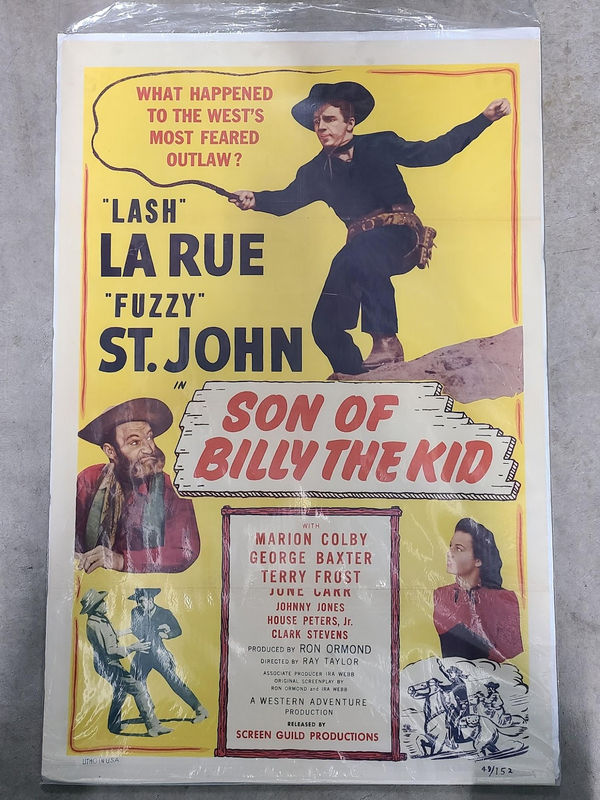 WHAT HAPPENED
TO THE WEST'S
MOST FEARED
OUTLAW?
"LASH"
LA RUE
"FUZZY"
ST. JOHN
IN
SON OF
BILLY THE KID
WITH
MARION COLBY
GEORGE BAXTER
TERRY FROST
JUNE CARR
JOHNNY JONES
HOUSE PETERS, Jr.
CLARK STEVENS
PRODUCED BY RON ORMOND
DIRECTED BY RAY TAYLOR
ASSOCIATE PRODUCER IRA WEBB
ORIGINAL SCREENPLAY BY
RON ORMOND and IRA WEBB
A WESTERN ADVENTURE
PRODUCTION
RELEASED BY
SCREEN GUILD PRODUCTIONS
LITHO IN U.S.A.
49/152